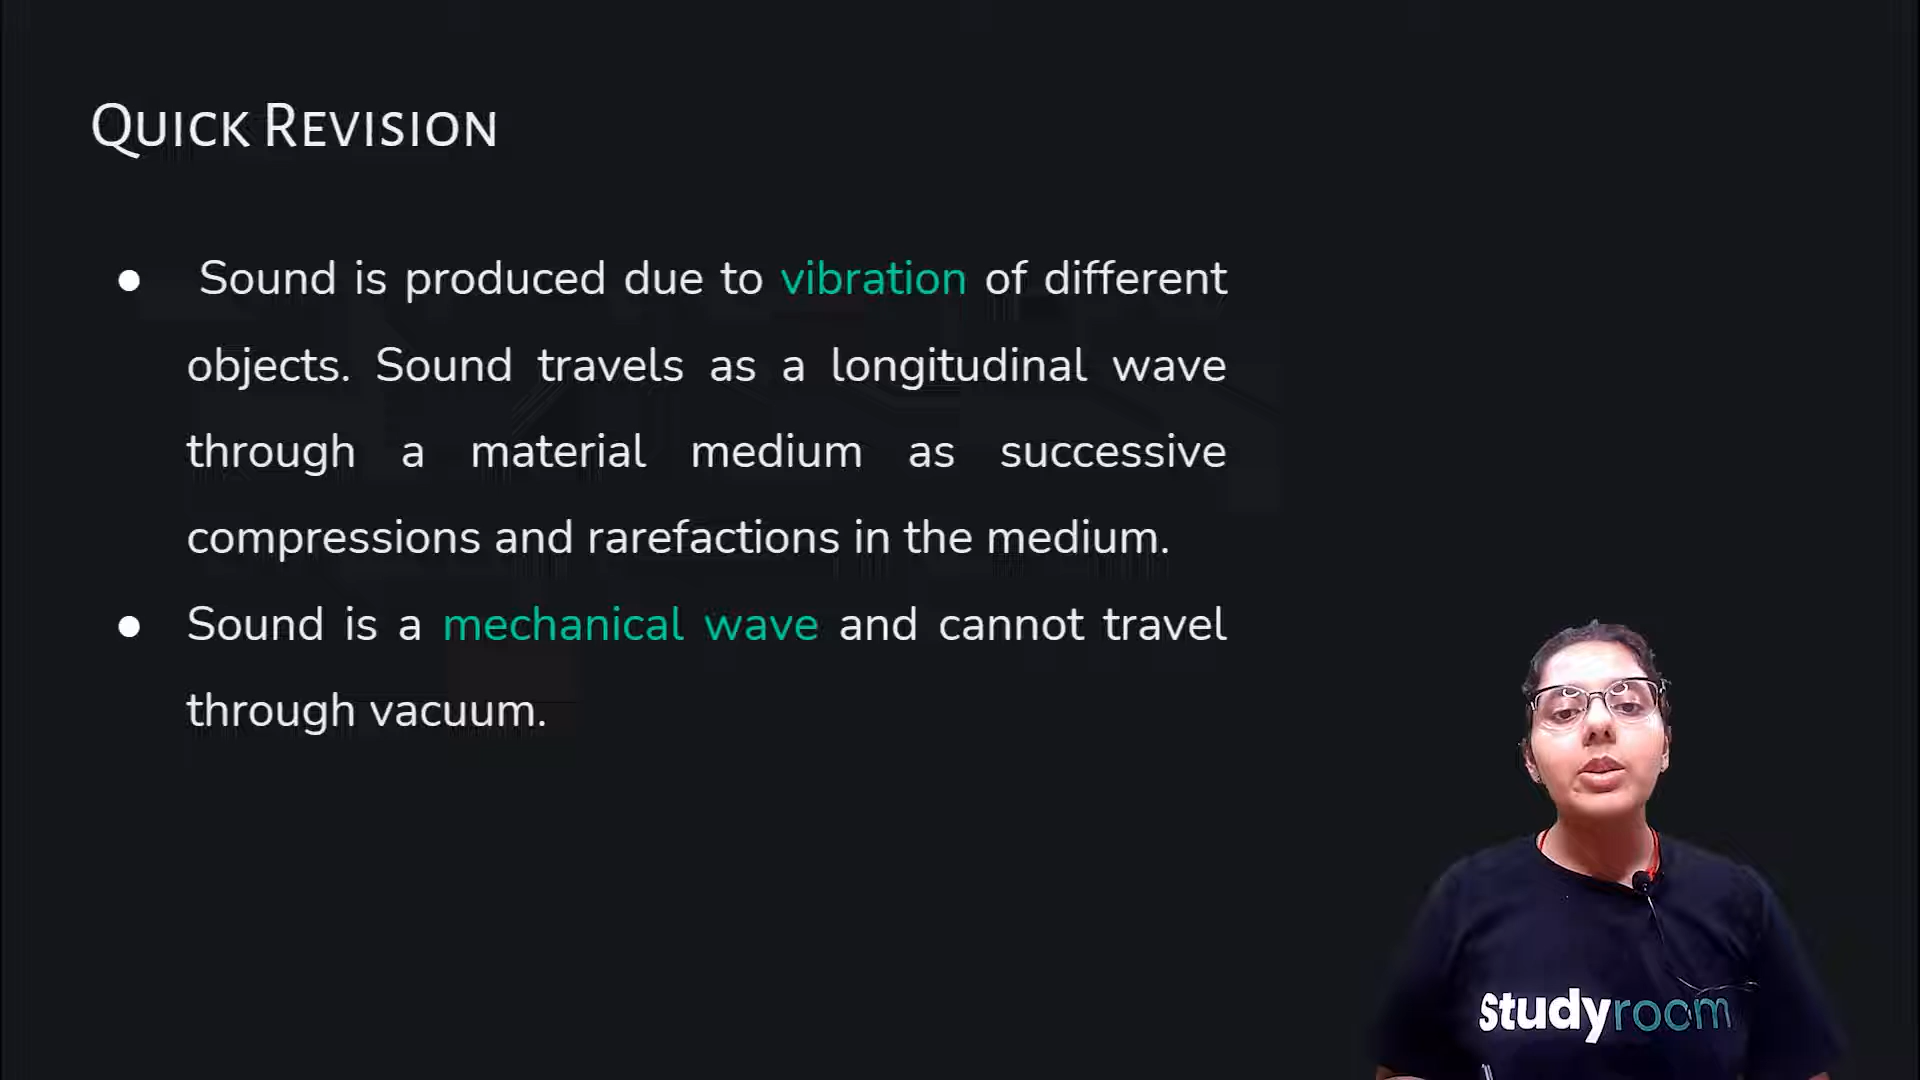 QUICK REVISION
● Sound is produced due to vibration of different
objects. Sound travels as a longitudinal wave
through a material medium as successive
compressions and rarefactions in the medium.
● Sound is a mechanical wave and cannot travel
through vacuum.
Studyroom